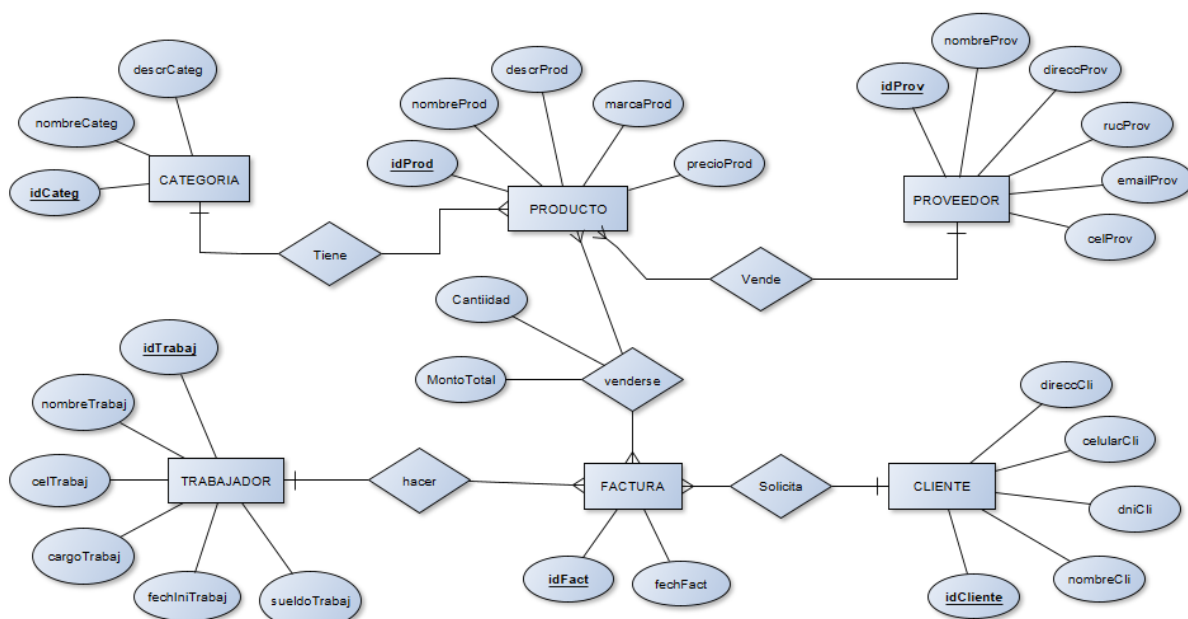 nombreProv
descrCateg
descrProd
direccProv
idProv
nombreProd
marcaProd
nombreCateg
rucProv
idProd
precioProd
CATEGORIA
idCateg
emailProv
PRODUCTO
PROVEEDOR
celProv
Tiene
Vende
Cantiidad
idTrabaj
MontoTotal
venderse
direccCli
nombreTrabaj
celularCli
celTrabaj
TRABAJADOR
hacer
FACTURA
Solicita
CLIENTE
dniCli
cargoTrabaj
idFact
fechFact
nombreCli
fechIniTrabaj
sueldoTrabaj
idCliente